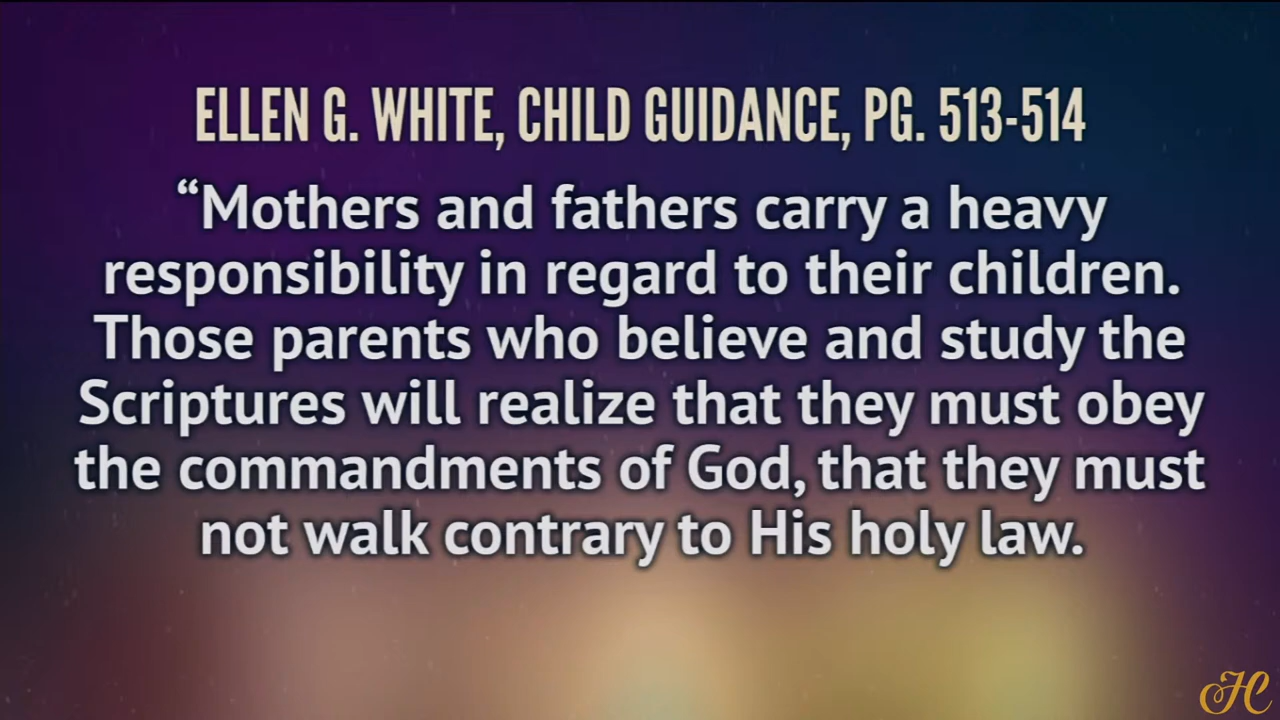 ELLEN G. WHITE, CHILD GUIDANCE, PG. 513-514
“Mothers and fathers carry a heavy
responsibility in regard to their children.
Those parents who believe and study the
Scriptures will realize that they must obey
the commandments of God, that they must
not walk contrary to His holy law.
HC